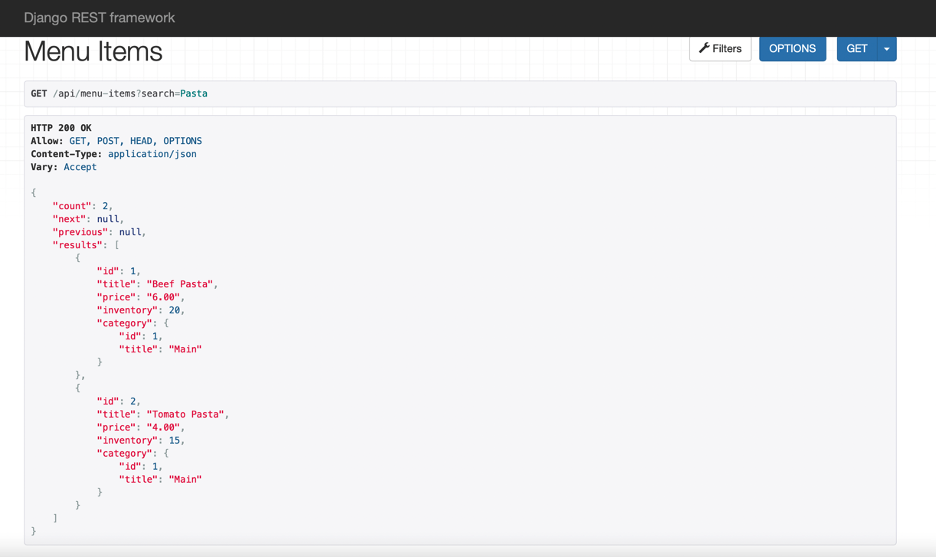 Django REST framework
Menu Items
Filters
OPTIONS
GET
GET /api/menu-items?search=Pasta
HTTP 200 OK
Allow: GET, POST, HEAD, OPTIONS
Content-Type: application/json
Vary: Accept
{
    "count": 2,
    "next": null,
    "previous": null,
    "results": [
        {
            "id": 1,
            "title": "Beef Pasta",
            "price": "6.00",
            "inventory": 20,
            "category": {
                "id": 1,
                "title": "Main"
            }
        },
        {
            "id": 2,
            "title": "Tomato Pasta",
            "price": "4.00",
            "inventory": 15,
            "category": {
                "id": 1,
                "title": "Main"
            }
        }
    ]
}